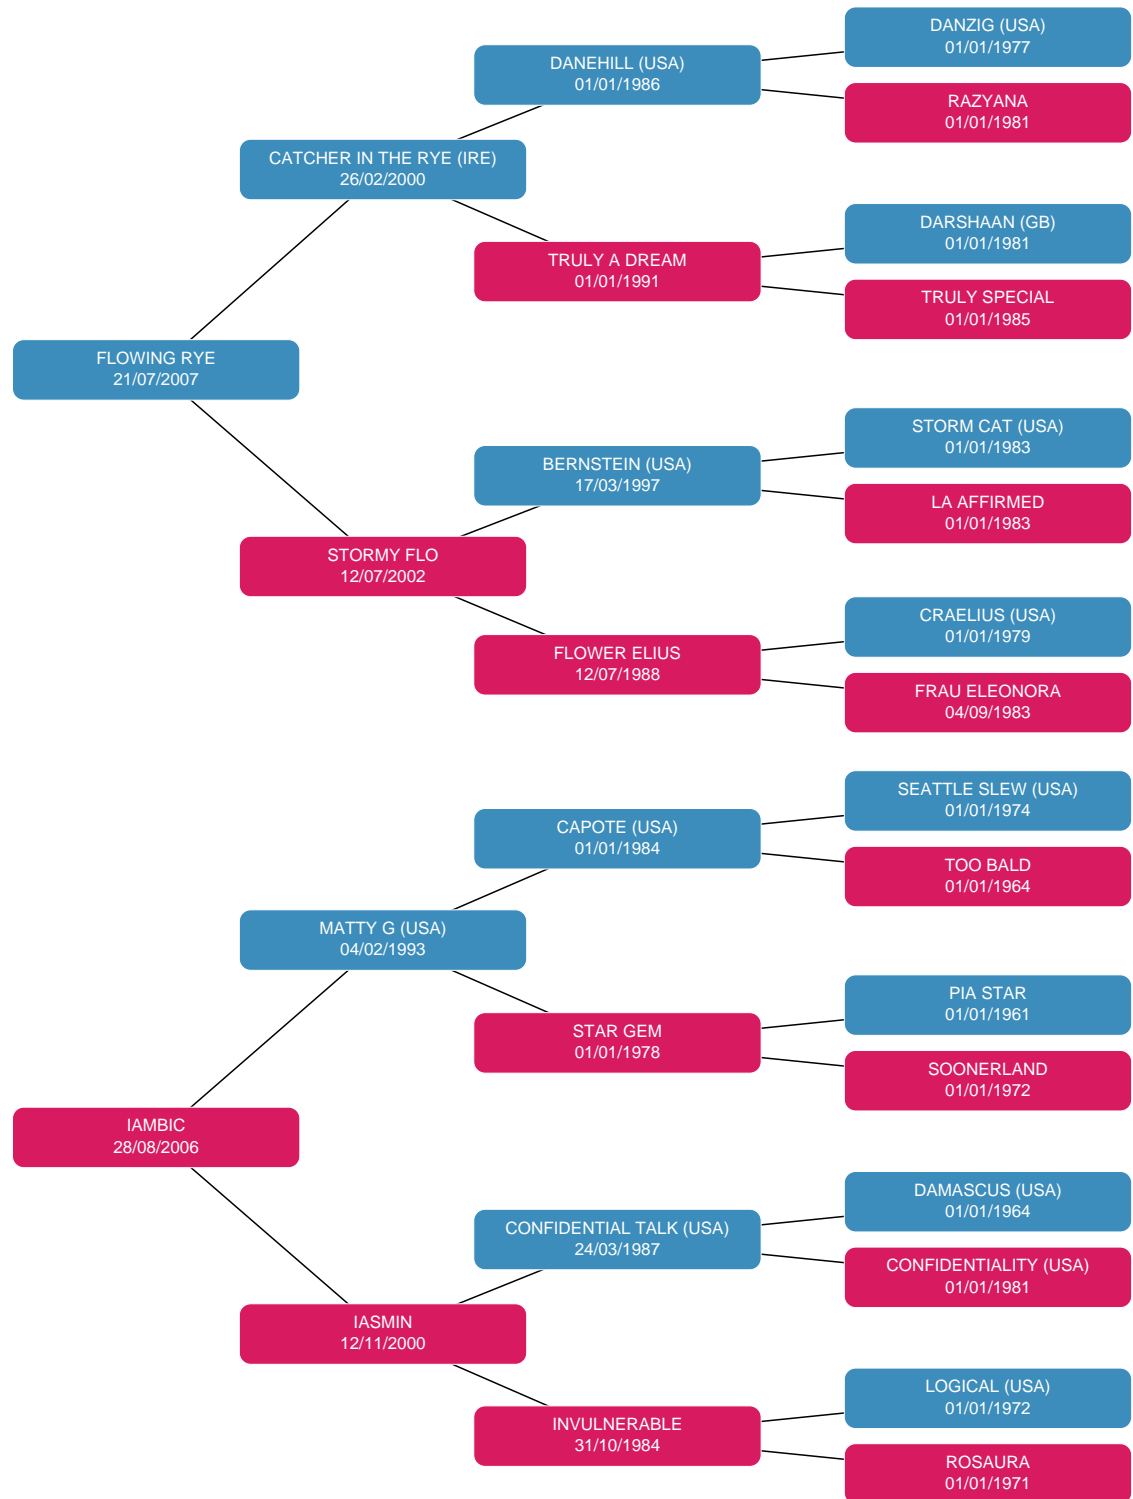 DANZIG (USA)
01/01/1977
DANEHILL (USA)
01/01/1986
RAZYANA
01/01/1981
CATCHER IN THE RYE (IRE)
26/02/2000
DARSHAAN (GB)
01/01/1981
TRULY A DREAM
01/01/1991
TRULY SPECIAL
01/01/1985
FLOWING RYE
21/07/2007
STORM CAT (USA)
01/01/1983
BERNSTEIN (USA)
17/03/1997
LA AFFIRMED
01/01/1983
STORMY FLO
12/07/2002
CRAELIUS (USA)
01/01/1979
FLOWER ELIUS
12/07/1988
FRAU ELEONORA
04/09/1983
SEATTLE SLEW (USA)
01/01/1974
CAPOTE (USA)
01/01/1984
TOO BALD
01/01/1964
MATTY G (USA)
04/02/1993
PIA STAR
01/01/1961
STAR GEM
01/01/1978
SOONERLAND
01/01/1972
IAMBIC
28/08/2006
DAMASCUS (USA)
01/01/1964
CONFIDENTIAL TALK (USA)
24/03/1987
CONFIDENTIALITY (USA)
01/01/1981
IASMIN
12/11/2000
LOGICAL (USA)
01/01/1972
INVULNERABLE
31/10/1984
ROSAURA
01/01/1971